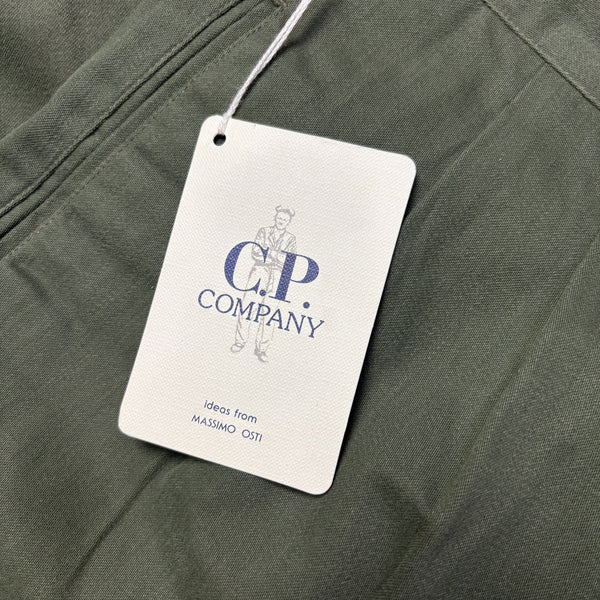 C.P.
COMPANY
ideas from
MASSIMO OSTI